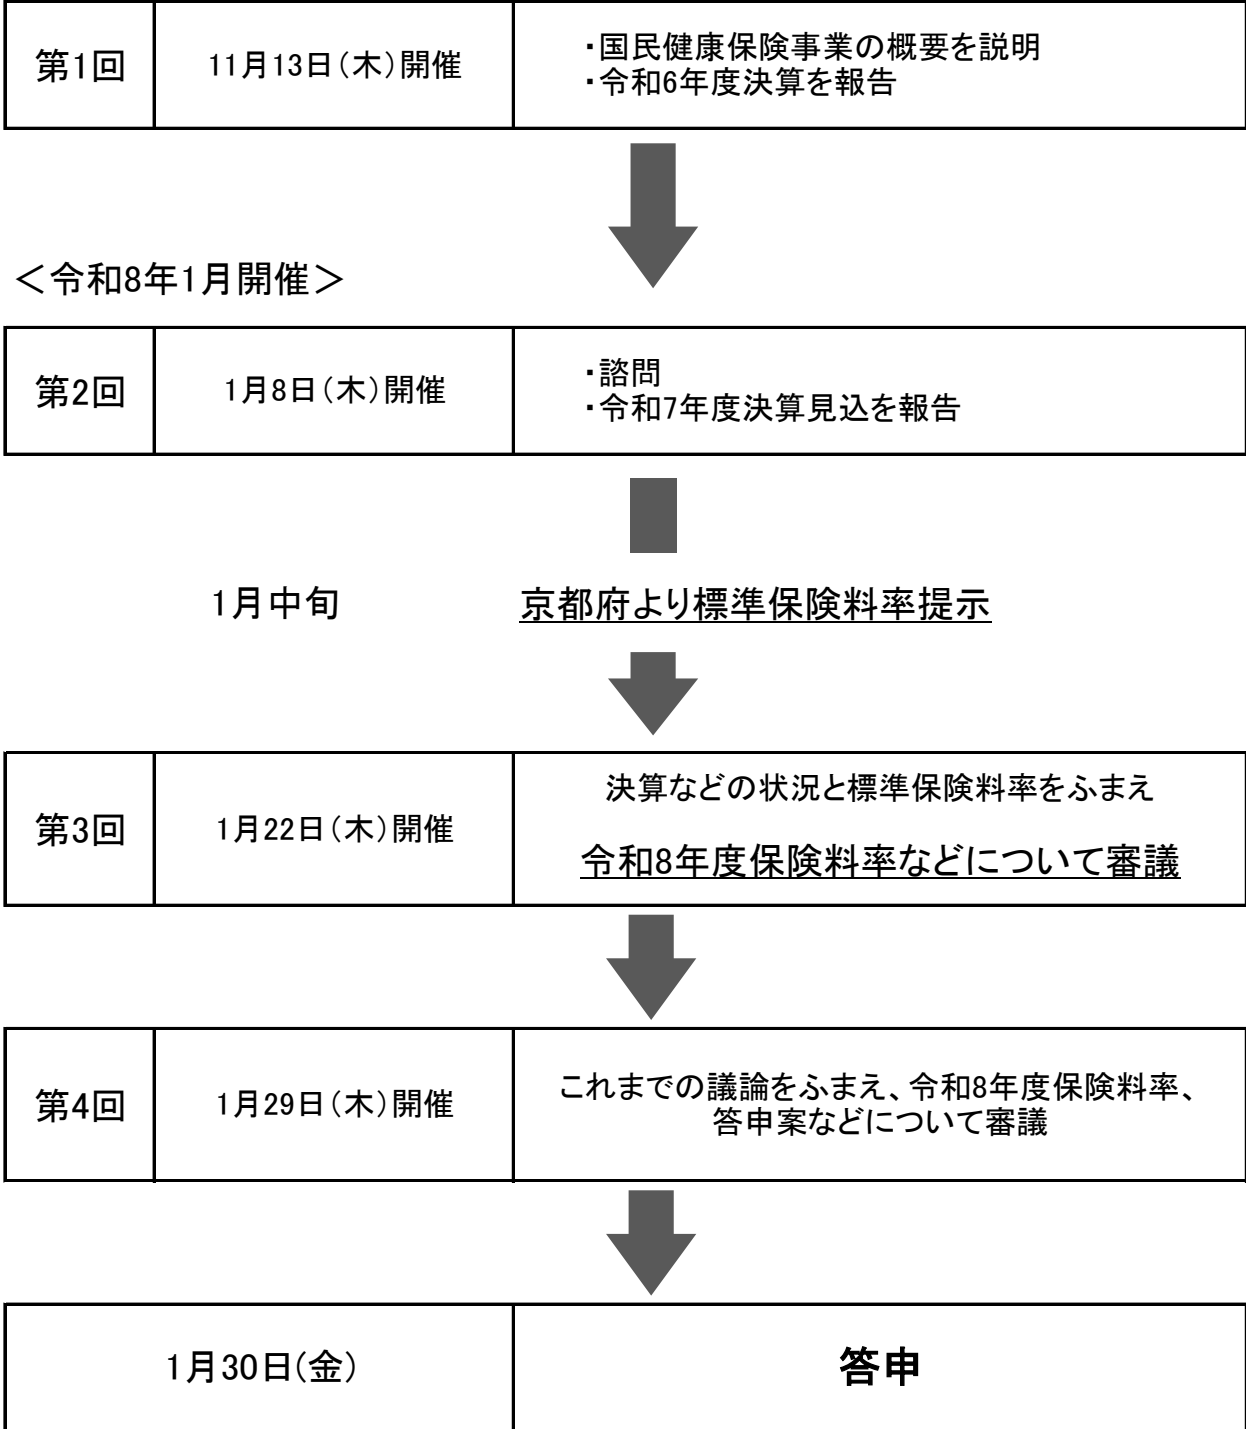 第1回
11月13日（木）開催
・国民健康保険事業の概要を説明
・令和6年度決算を報告
＜令和8年1月開催＞
第2回
1月8日（木）開催
・諮問
・令和7年度決算見込を報告
1月中旬
京都府より標準保険料率提示
第3回
1月22日（木）開催
決算などの状況と標準保険料率をふまえ
令和8年度保険料率などについて審議
第4回
1月29日（木）開催
これまでの議論をふまえ、令和8年度保険料率、
答申案などについて審議
1月30日(金)
答申